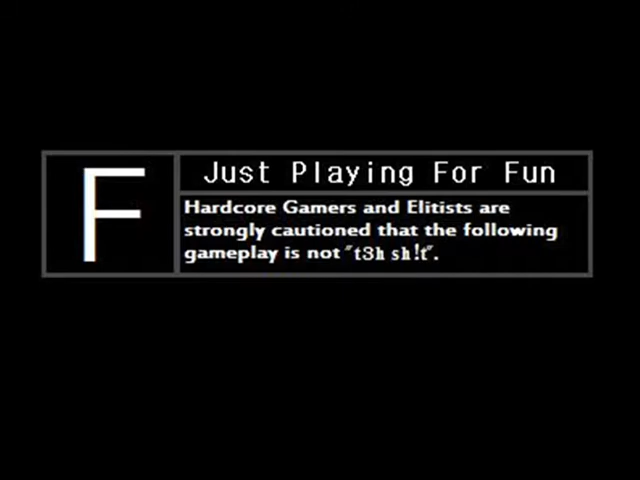 F
Just Playing For Fun
Hardcore Gamers and Elitists are
strongly cautioned that the following
gameplay is not "t3h sh!t".